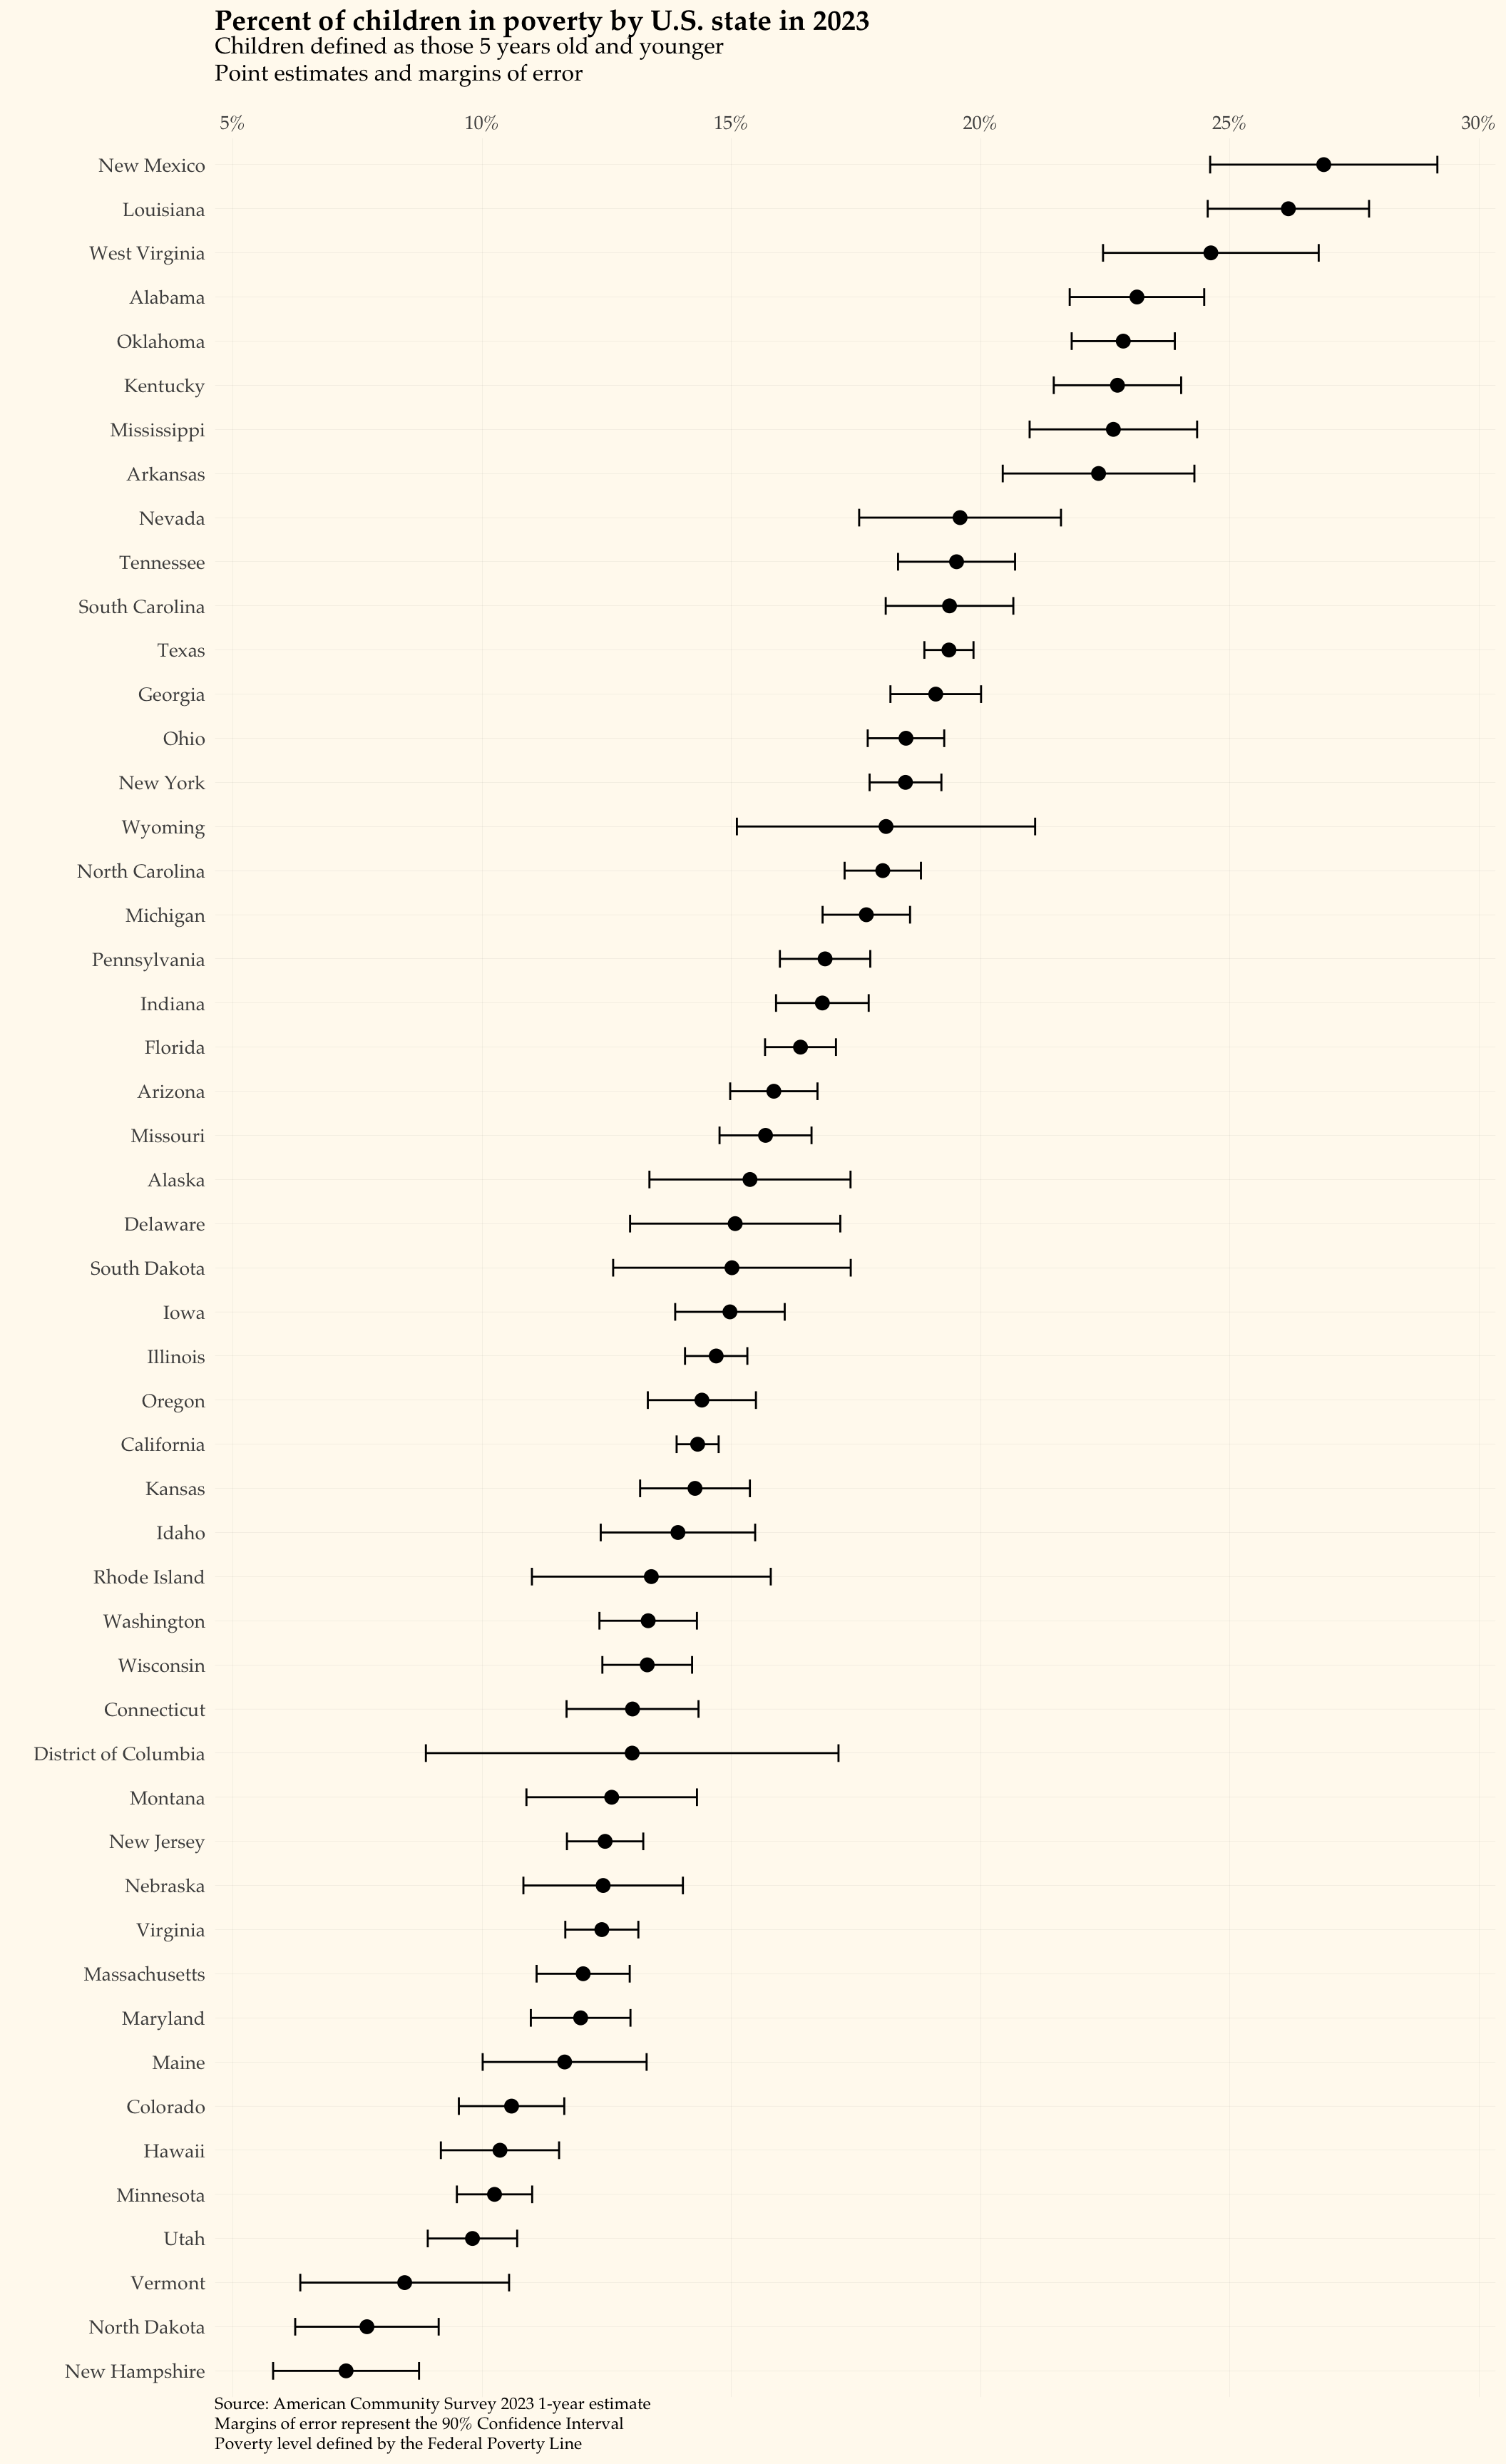 Percent of children in poverty by U.S. state in 2023
Children defined as those 5 years old and younger
Point estimates and margins of error
5% 10% 15% 20% 25% 30%
New Mexico
Louisiana
West Virginia
Alabama
Oklahoma
Kentucky
Mississippi
Arkansas
Nevada
Tennessee
South Carolina
Texas
Georgia
Ohio
New York
Wyoming
North Carolina
Michigan
Pennsylvania
Indiana
Florida
Arizona
Missouri
Alaska
Delaware
South Dakota
Iowa
Illinois
Oregon
California
Kansas
Idaho
Rhode Island
Washington
Wisconsin
Connecticut
District of Columbia
Montana
New Jersey
Nebraska
Virginia
Massachusetts
Maryland
Maine
Colorado
Hawaii
Minnesota
Utah
Vermont
North Dakota
New Hampshire
Source: American Community Survey 2023 1-year estimate
Margins of error represent the 90% Confidence Interval
Poverty level defined by the Federal Poverty Line